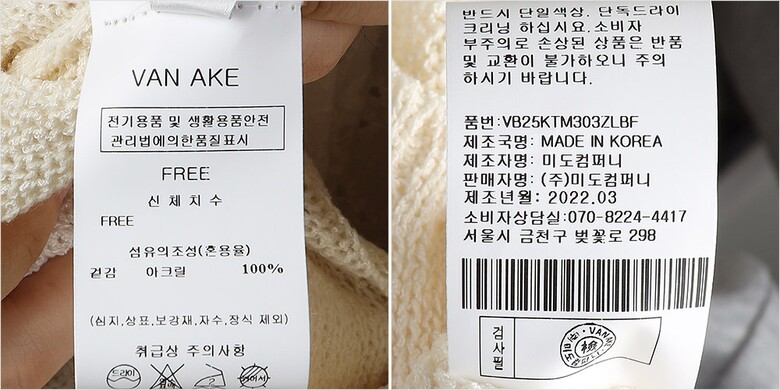 VAN AKE
전기용품 및 생활용품안전
관리법에의한품질표시
FREE
신 체 치 수
FREE
섬유의조성(혼용율)
겉감 아크릴 100%
(심지,상표,보강재,자수,장식 제외)
취급상 주의사항
드라이
반드시 단일색상. 단독드라이
크리닝 하십시요.소비자
부주의로 손상된 상품은 반품
및 교환이 불가하오니 주의
하시기 바랍니다.
품번:VB25KTM303ZLBF
제조국명: MADE IN KOREA
제조자명: 미도컴퍼니
판매자명: (주)미도컴퍼니
제조년월: 2022.03
소비자상담실:070-8224-4417
서울시 금천구 벚꽃로 298
검사필
檢